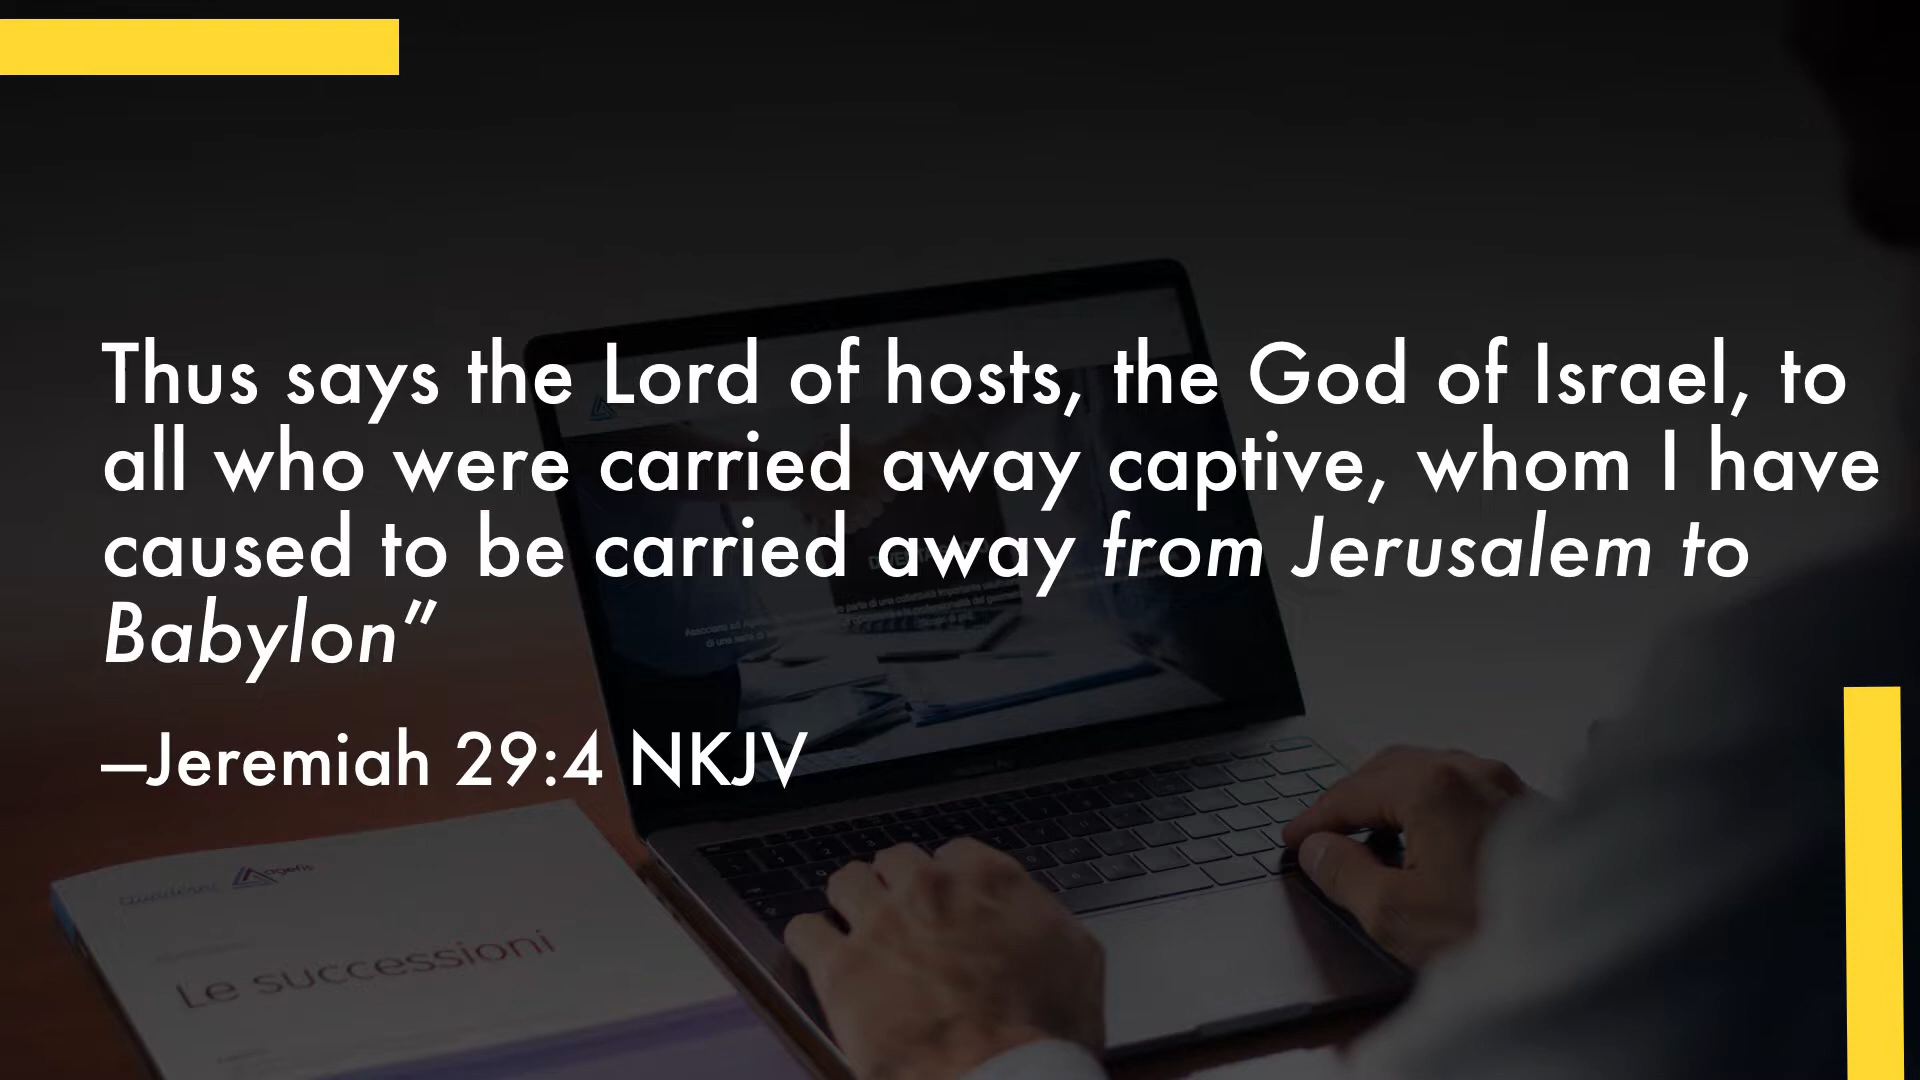 Thus says the Lord of hosts, the God of Israel, to
all who were carried away captive, whom I have
caused to be carried away from Jerusalem to
Babylon”
—Jeremiah 29:4 NKJV
agefis
Le successioni